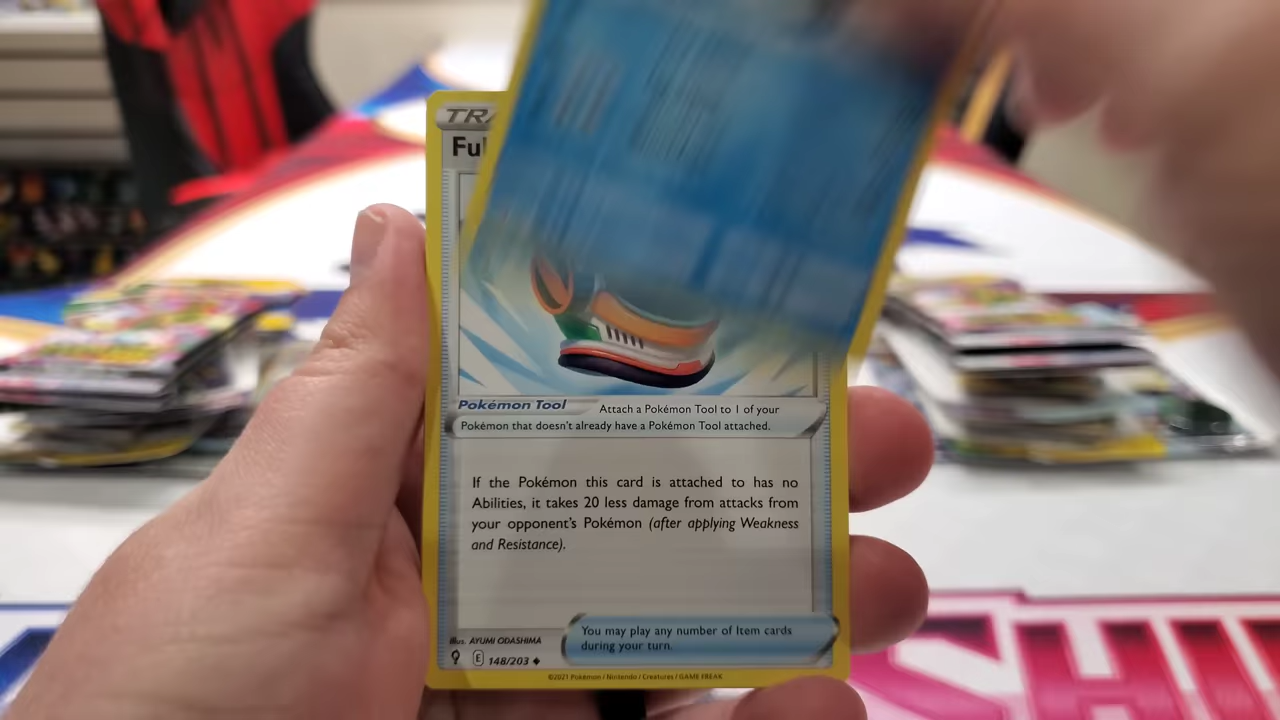 TRA
Ful
Pokémon Tool
Attach a Pokémon Tool to 1 of your
Pokémon that doesn't already have a Pokémon Tool attached.
If the Pokémon this card is attached to has no
Abilities, it takes 20 less damage from attacks from
your opponent's Pokémon (after applying Weakness
and Resistance).
You may play any number of Item cards
during your turn.
illus. AYUMI ODASHIMA
E 148/203
©2021 Pokémon / Nintendo / Creatures / GAME FREAK
SHI